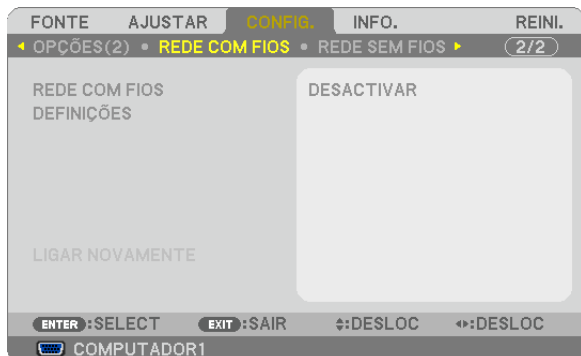 FONTE AJUSTAR CONFIG. INFO. REINI.
OPÇÕES(2) • REDE COM FIOS • REDE SEM FIOS 2/2
REDE COM FIOS DESACTIVAR
DEFINIÇÕES
LIGAR NOVAMENTE
ENTER :SELECT EXIT :SAIR :DESLOC :DESLOC
COMPUTADOR1